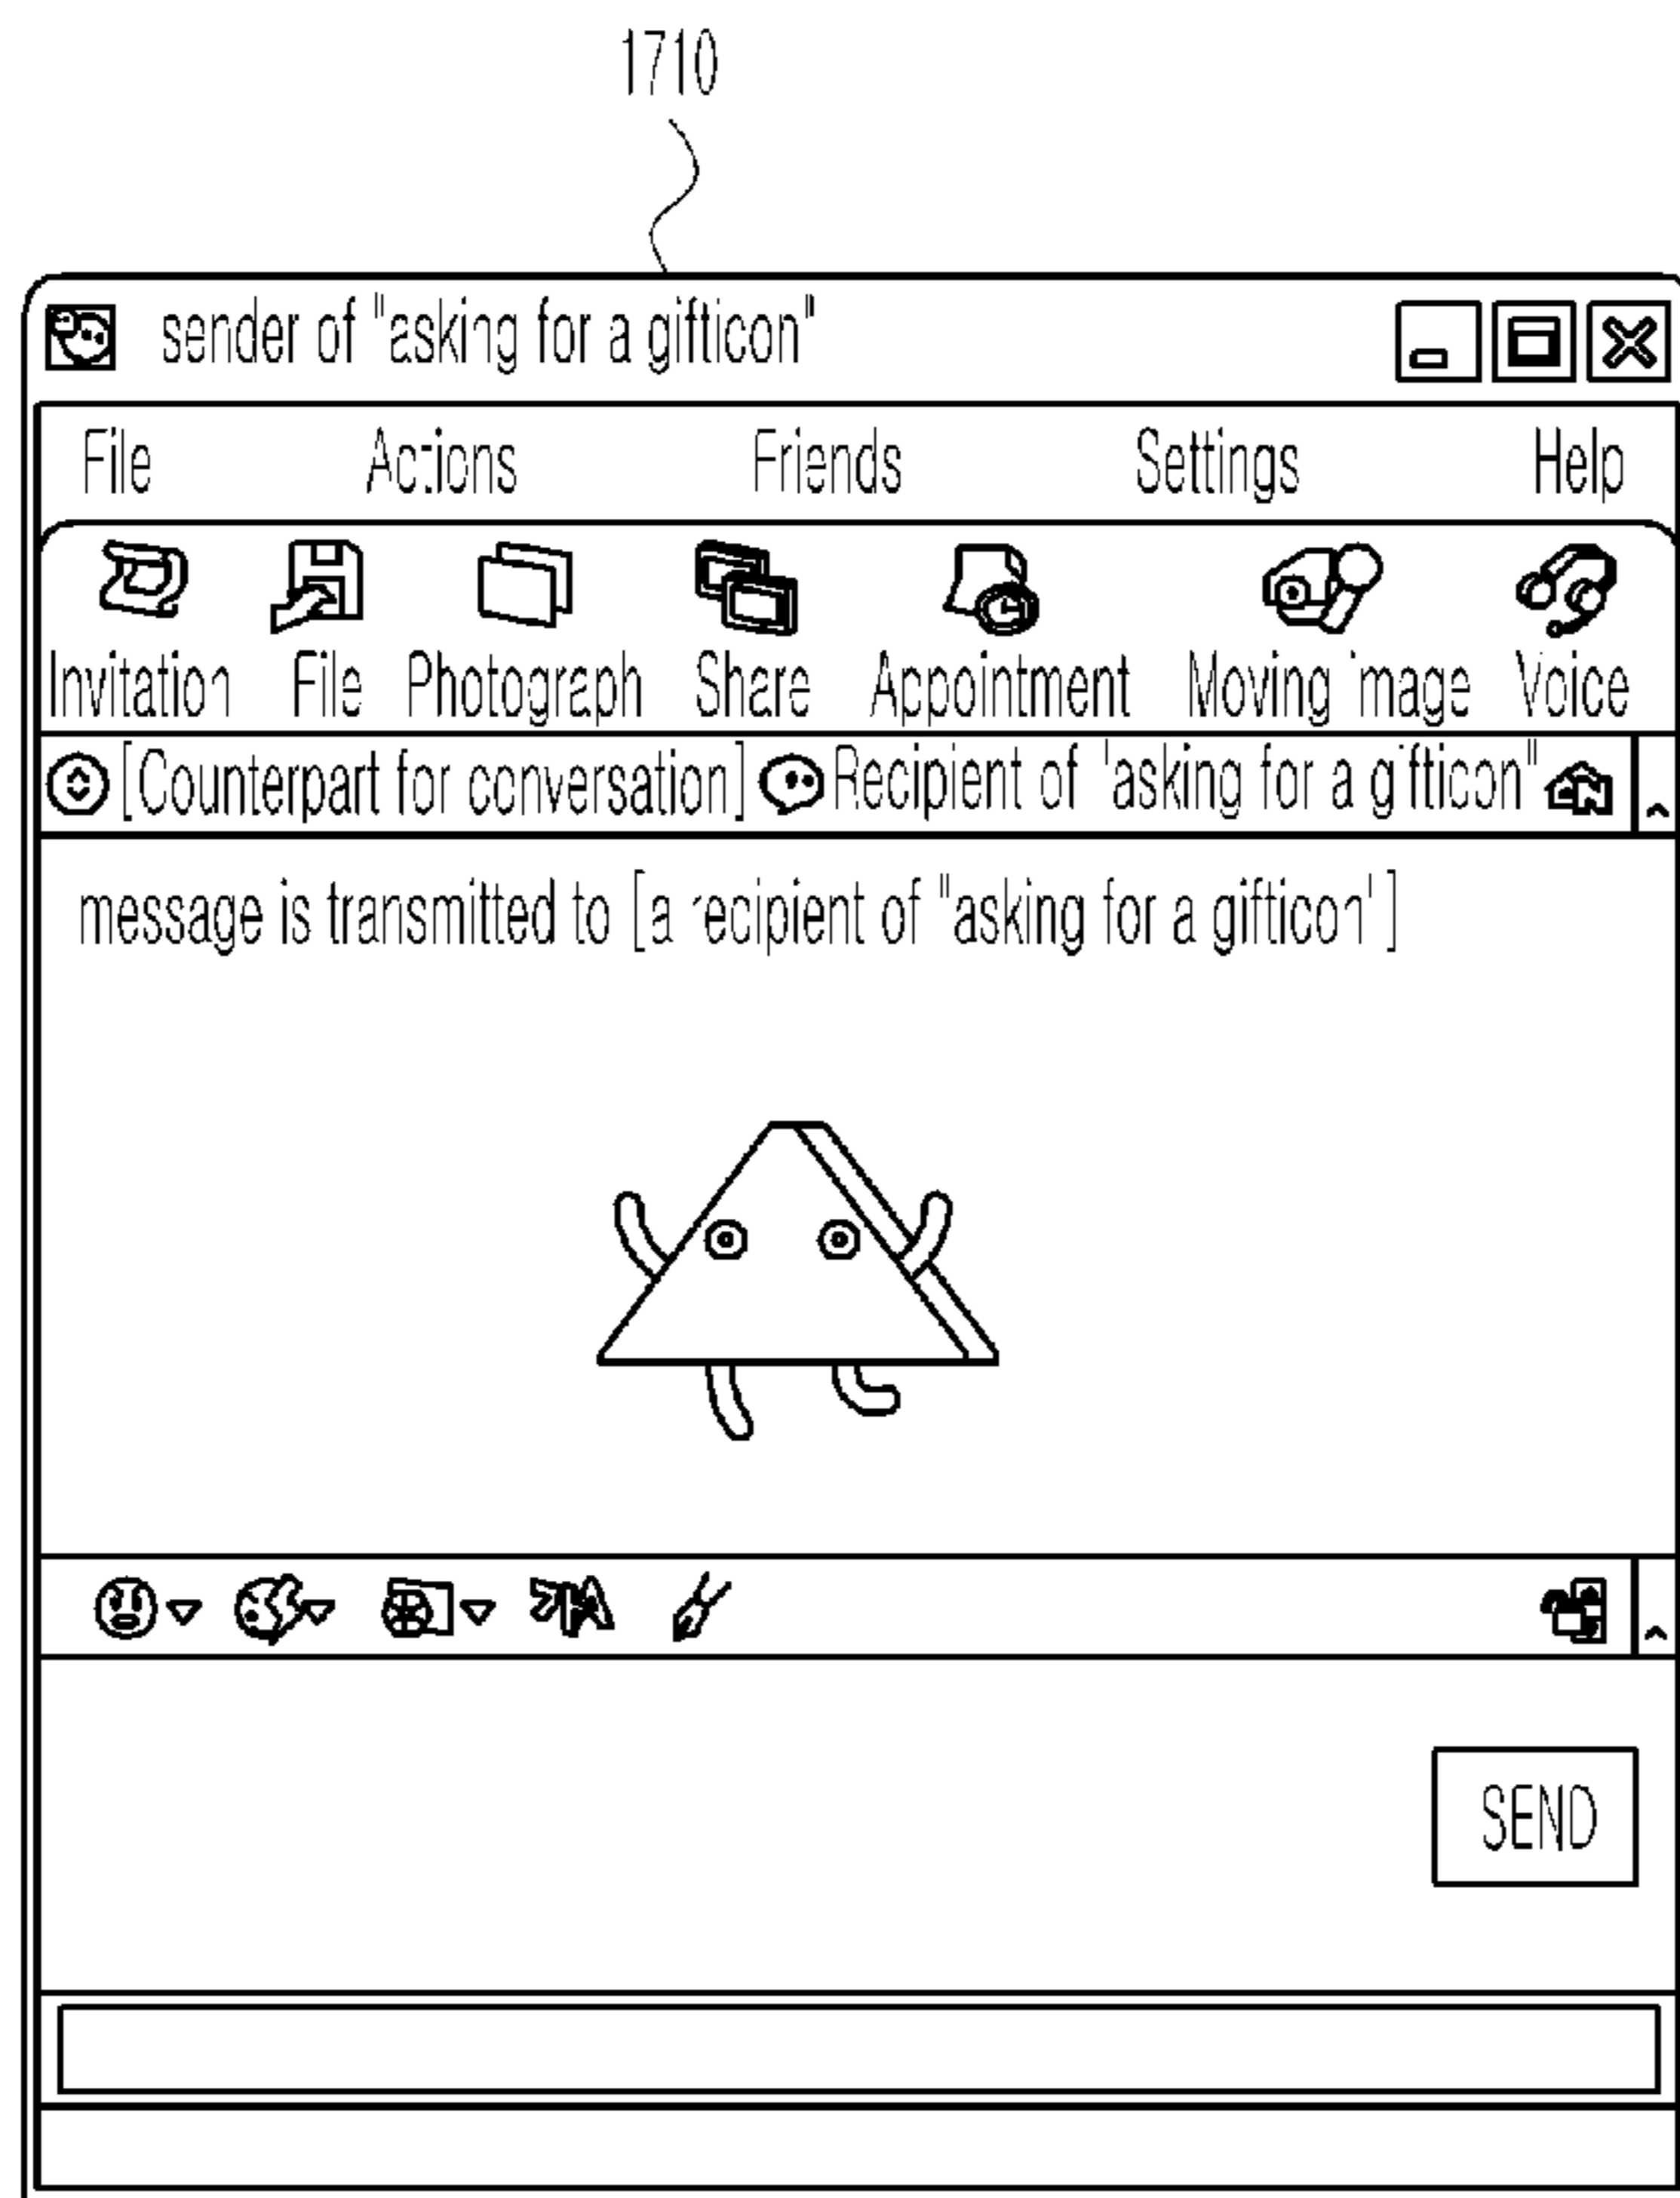 1710
sender of "asking for a gifticon"
File Actions Friends Settings Help
Invitation File Photograph Share Appointment Moving image Voice
[Counterpart for conversation] Recipient of "asking for a gifticon"
message is transmitted to [a recipient of "asking for a gifticon"]
SEND